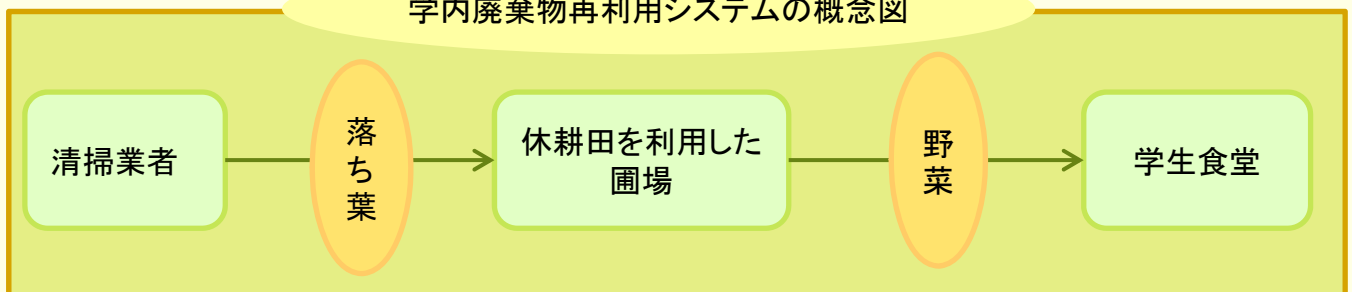 学内廃棄物再利用システムの概念図
清掃業者
落ち葉
休耕田を利用した
圃場
野菜
学生食堂